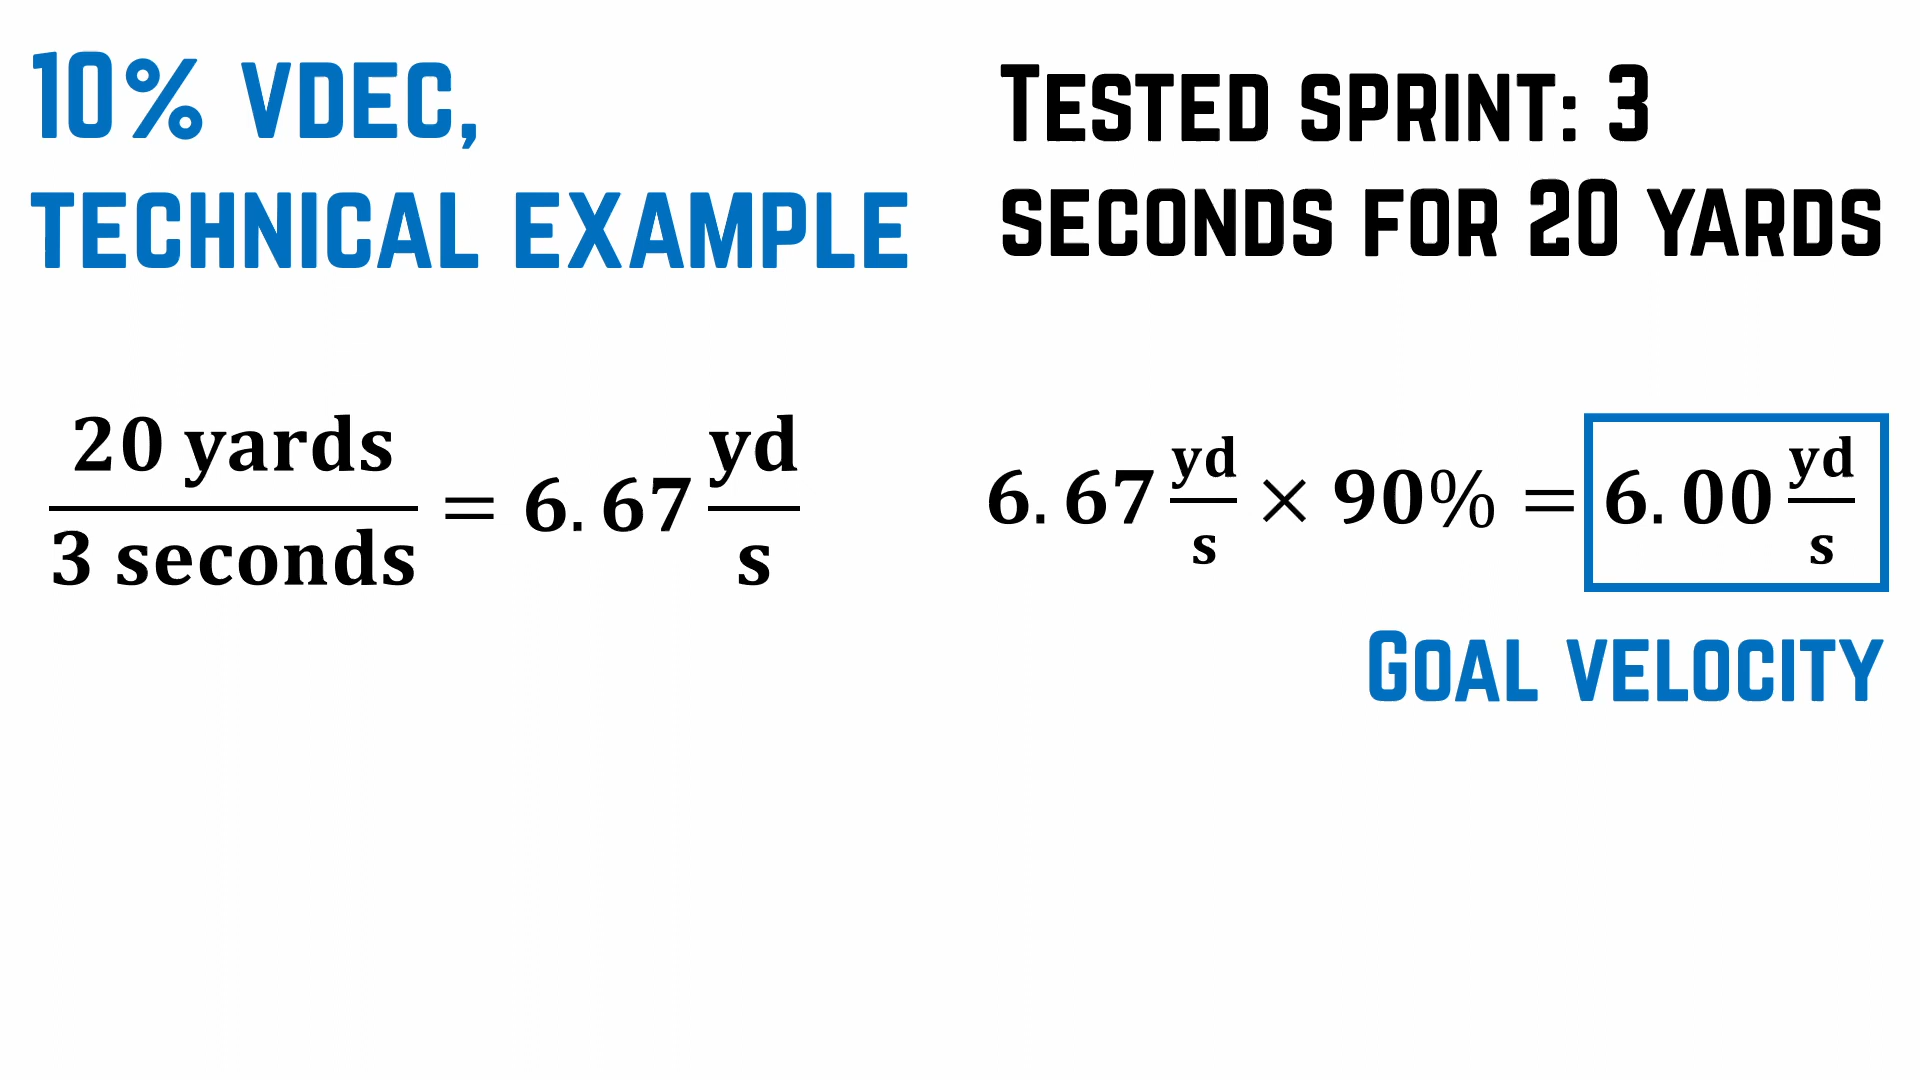 10% VDEC,
TECHNICAL EXAMPLE
TESTED SPRINT: 3
SECONDS FOR 20 YARDS
20 yards / 3 seconds = 6.67 yd/s
6.67 yd/s × 90% = 6.00 yd/s
GOAL VELOCITY